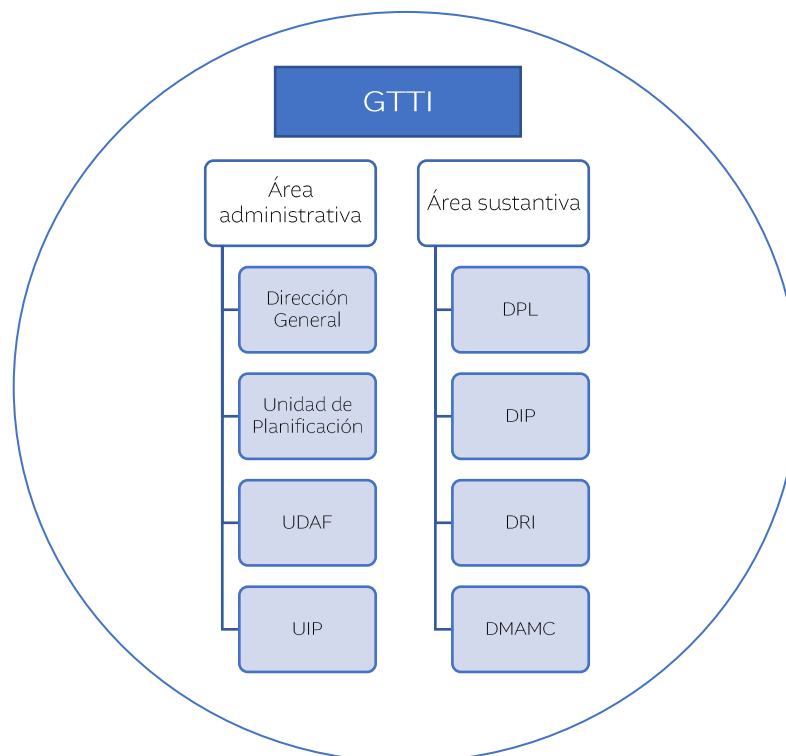 GTTI
Área
administrativa
Dirección
General
Unidad de
Planificación
UDAF
UIP
Área sustantiva
DPL
DIP
DRI
DMAMC